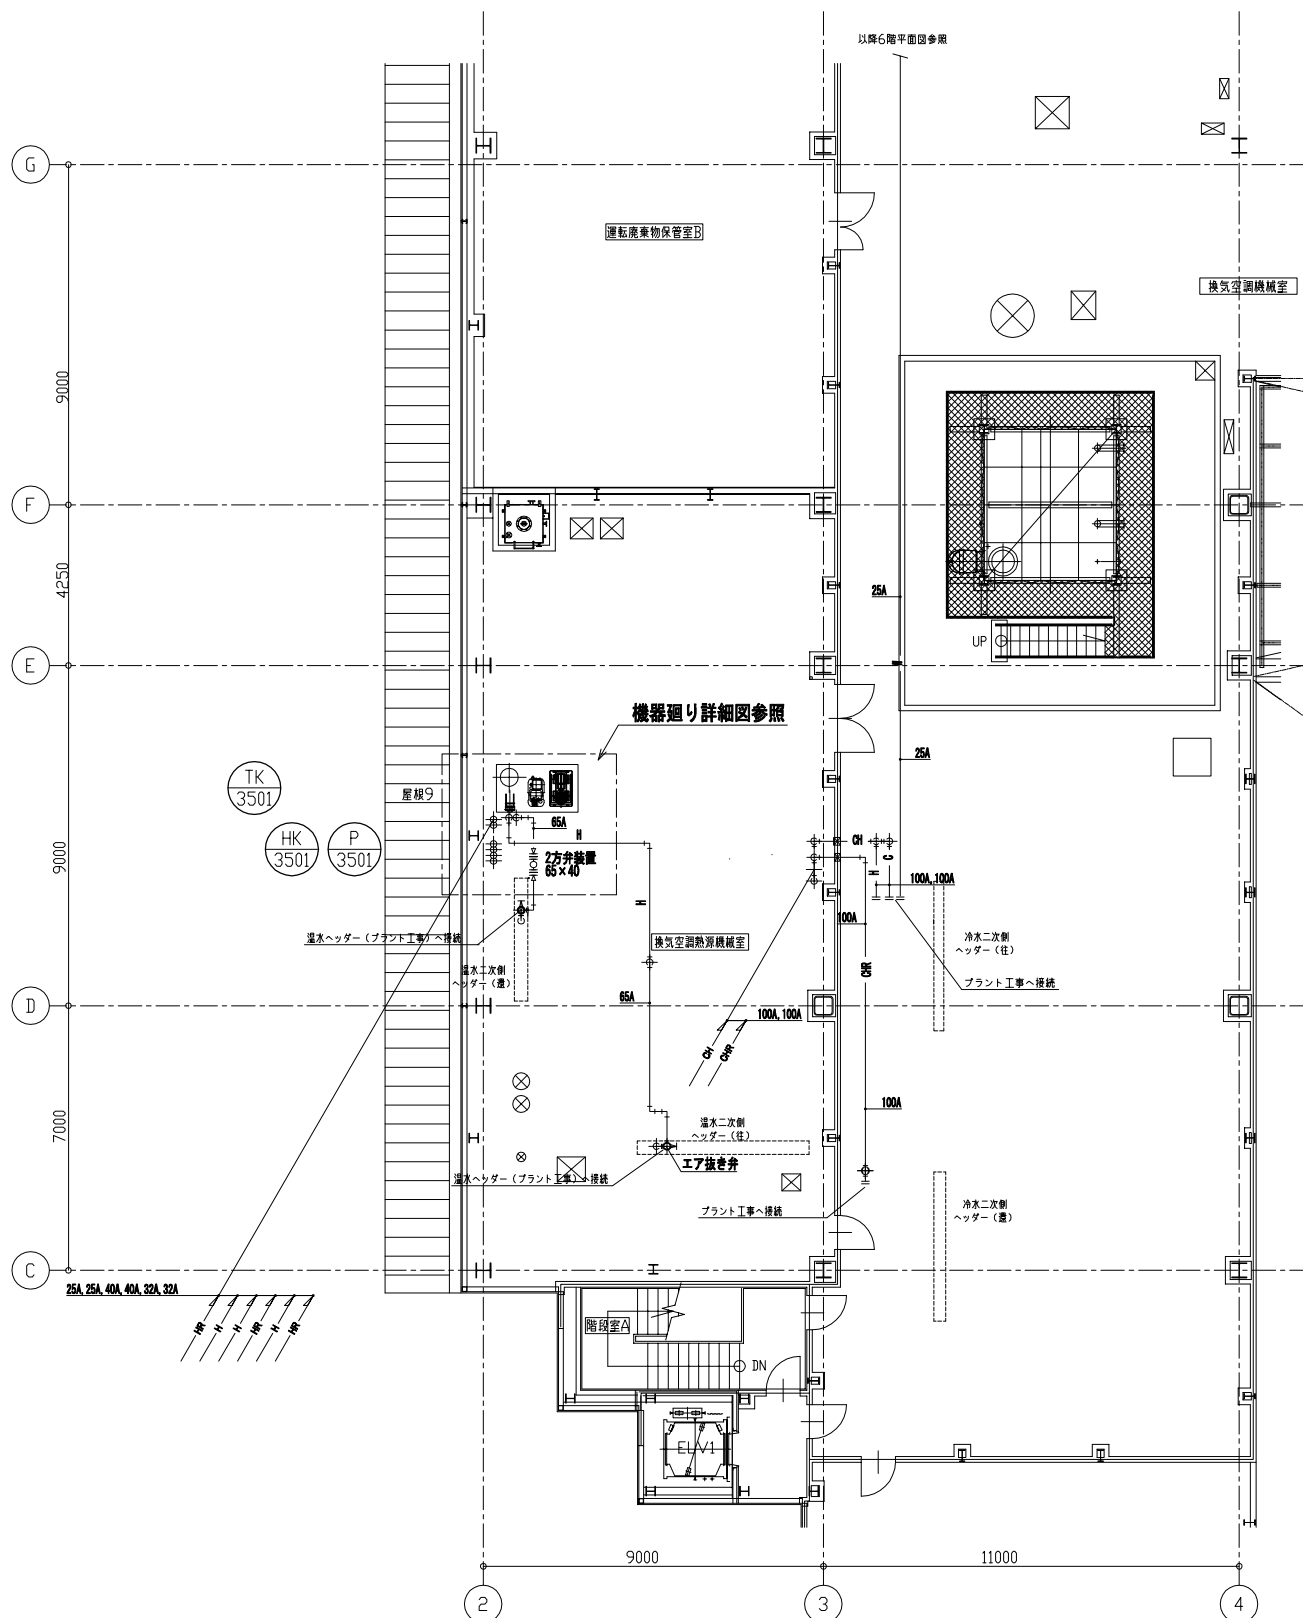 以降6階平面図参照
G
運転廃棄物保管室B
換気空調機械室
9000
F
4250
25A
UP
E
機器廻り詳細図参照
25A
TK
3501
屋根9
HK
3501
P
3501
65A
H
2方弁装置
65×40
CH
H
C
100A,100A
9000
H
100A
温水ヘッダー（プラント工事）へ接続
換気空調熱源機械室
冷水二次側
ヘッダー（往）
温水二次側
ヘッダー（還）
CHR
プラント工事へ接続
D
65A
100A,100A
CH
CHR
100A
7000
温水二次側
ヘッダー（往）
エア抜き弁
温水ヘッダー（プラント工事）へ接続
プラント工事へ接続
冷水二次側
ヘッダー（還）
C
25A,25A,40A,40A,32A,32A
HR
H
H
HR
H
HR
階段室A
DN
ELV1
9000
11000
2
3
4